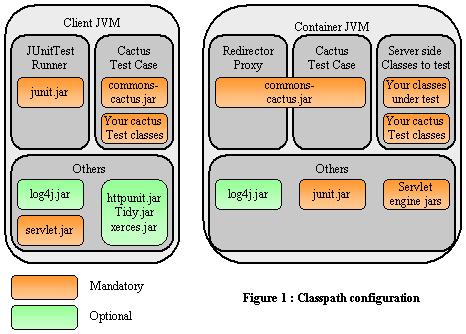 Client JVM
JUnitTest
Runner
junit.jar
Cactus
Test Case
commons-
cactus.jar
Your cactus
Test classes
Others
log4j.jar
servlet.jar
httpunit.jar
Tidy.jar
xerces.jar
Container JVM
Redirector
Proxy
Cactus
Test Case
commons-
cactus.jar
Server side
Classes to test
Your classes
under test
Your cactus
Test classes
Others
log4j.jar
junit.jar
Servlet
engine jars
Mandatory
Optional
Figure 1 : Classpath configuration